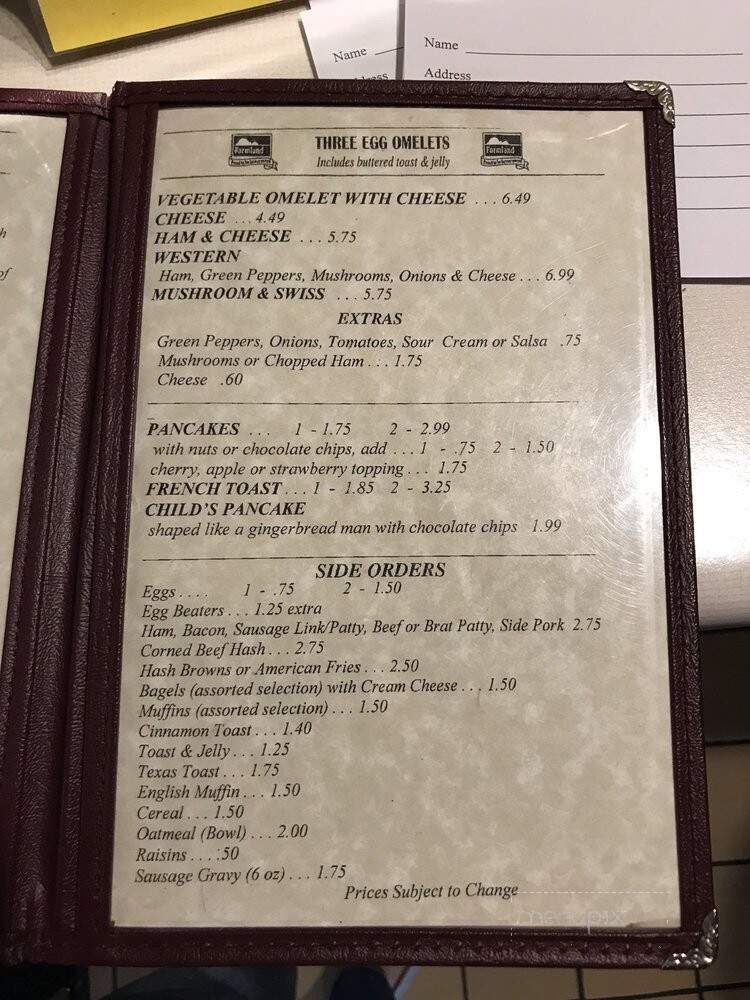 Name
Name
Address
Farmland
THREE EGG OMELETS
Farmland
Includes buttered toast & jelly
VEGETABLE OMELET WITH CHEESE ... 6.49
CHEESE ... 4.49
HAM & CHEESE ... 5.75
WESTERN
Ham, Green Peppers, Mushrooms, Onions & Cheese ... 6.99
MUSHROOM & SWISS ... 5.75
EXTRAS
Green Peppers, Onions, Tomatoes, Sour Cream or Salsa .75
Mushrooms or Chopped Ham ... 1.75
Cheese .60
PANCAKES ... 1 - 1.75 2 - 2.99
with nuts or chocolate chips, add ... 1 - .75 2 - 1.50
cherry, apple or strawberry topping ... 1.75
FRENCH TOAST ... 1 - 1.85 2 - 3.25
CHILD'S PANCAKE
shaped like a gingerbread man with chocolate chips 1.99
SIDE ORDERS
Eggs .... 1 - .75 2 - 1.50
Egg Beaters ... 1.25 extra
Ham, Bacon, Sausage Link/Patty, Beef or Brat Patty, Side Pork 2.75
Corned Beef Hash ... 2.75
Hash Browns or American Fries ... 2.50
Bagels (assorted selection) with Cream Cheese ... 1.50
Muffins (assorted selection) ... 1.50
Cinnamon Toast ... 1.40
Toast & Jelly ... 1.25
Texas Toast ... 1.75
English Muffin ... 1.50
Cereal ... 1.50
Oatmeal (Bowl) ... 2.00
Raisins ... .50
Sausage Gravy (6 oz) ... 1.75
Prices Subject to Change
menupix